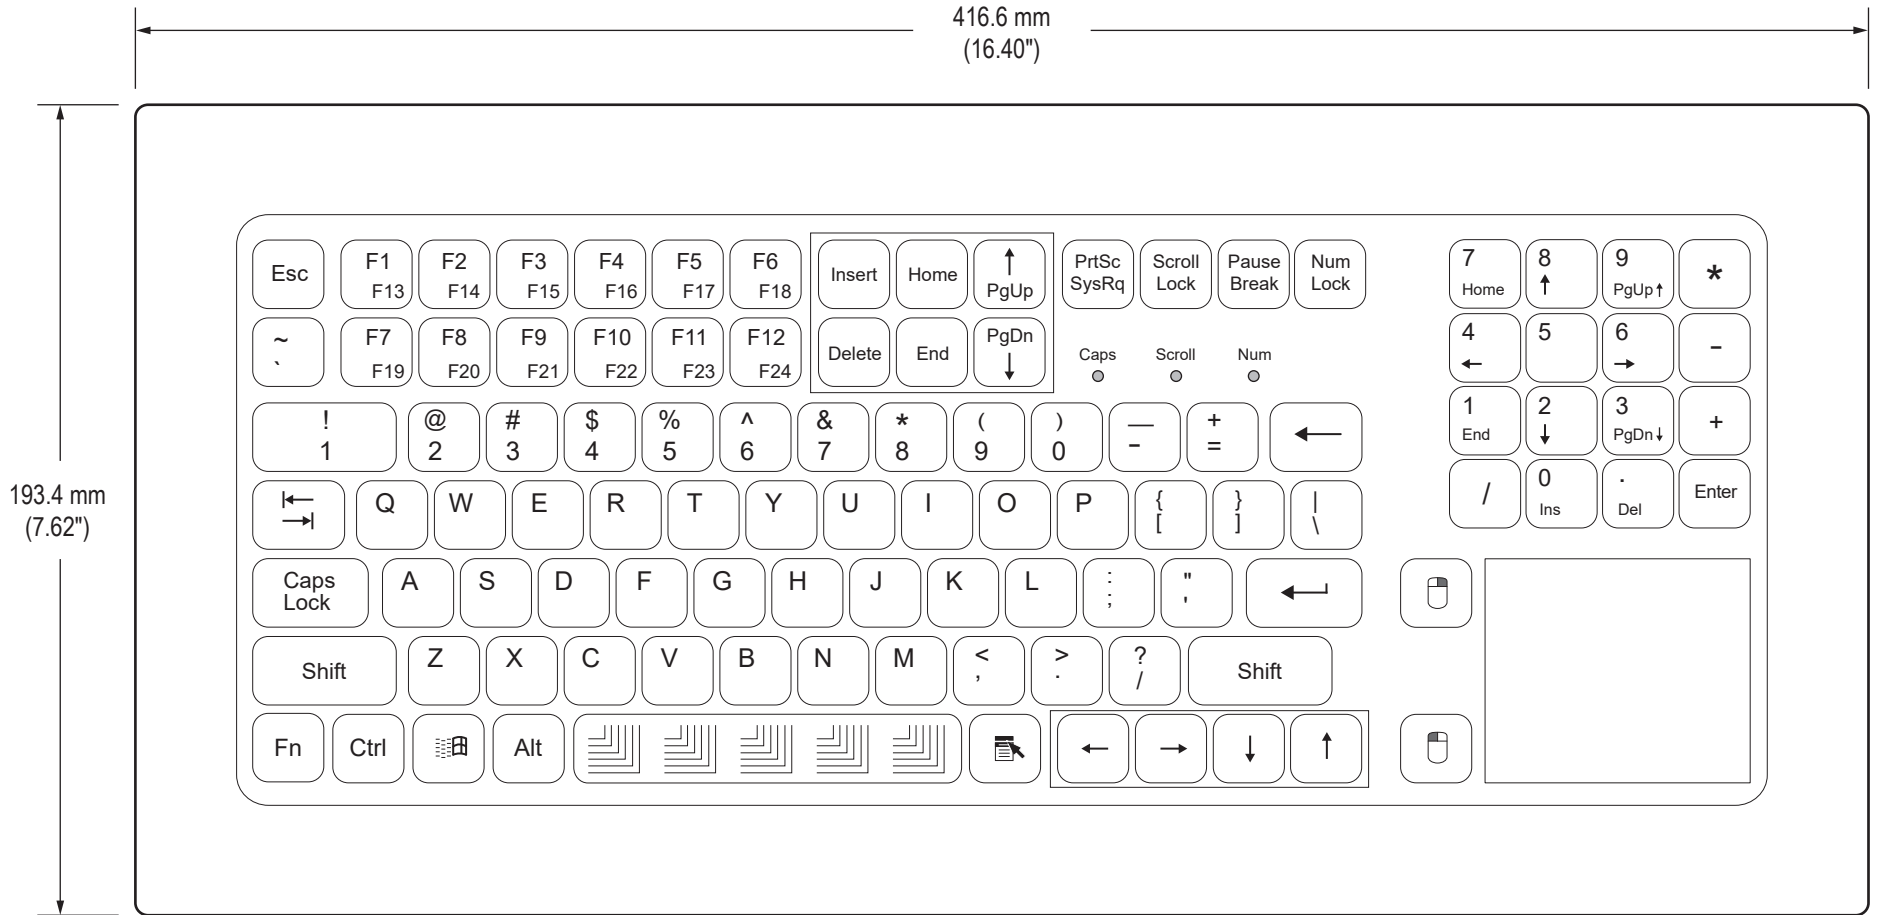 416.6 mm
(16.40")
193.4 mm
(7.62")
Esc
F1
F13
F2
F14
F3
F15
F4
F16
F5
F17
F6
F18
Insert
Home
↑
PgUp
PrtSc
SysRq
Scroll
Lock
Pause
Break
Num
Lock
~
`
F7
F19
F8
F20
F9
F21
F10
F22
F11
F23
F12
F24
Delete
End
PgDn
↓
Caps
Scroll
Num
!
1
@
2
#
3
$
4
%
5
^
6
&
7
*
8
(
9
)
0
—
-
+
=
←
Q
W
E
R
T
Y
U
I
O
P
{
[
}
]
|
\
Caps
Lock
A
S
D
F
G
H
J
K
L
:
;
"
'
Shift
Z
X
C
V
B
N
M
<
,
>
.
?
/
Shift
Fn
Ctrl
Alt
←
→
↓
↑
7
Home
8
↑
9
PgUp↑
*
4
←
5
6
→
-
1
End
2
↓
3
PgDn↓
+
/
0
Ins
.
Del
Enter